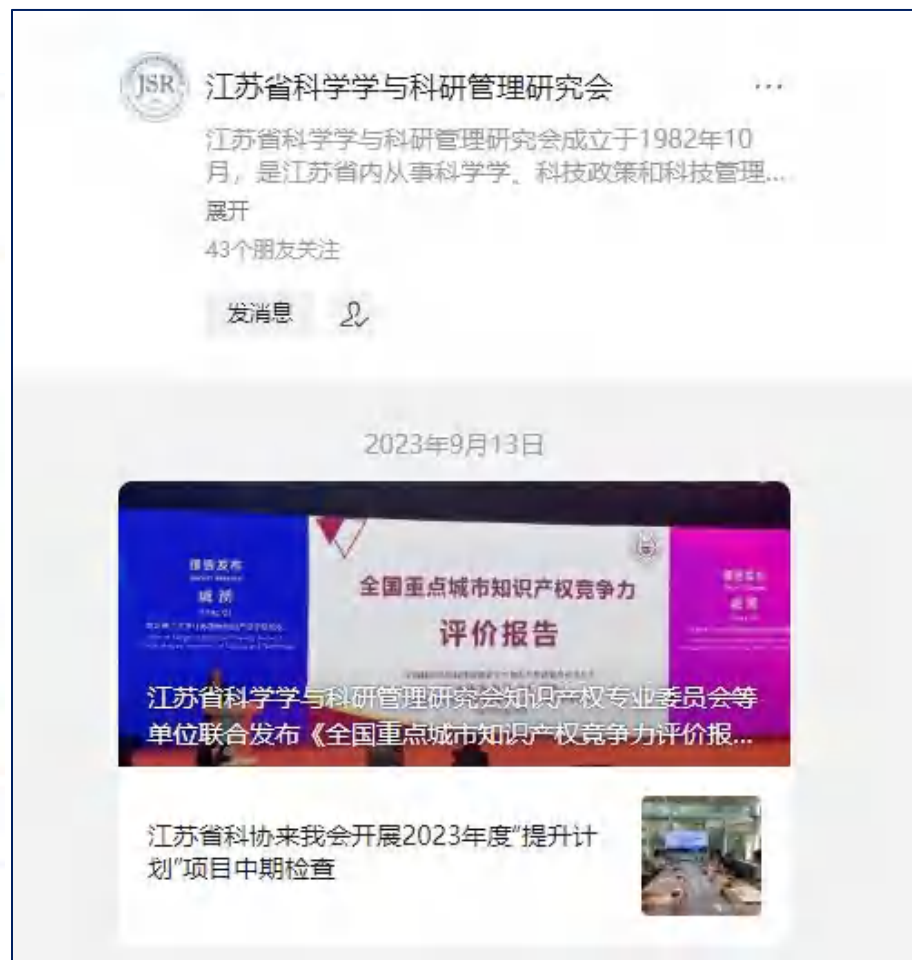 JSR
江苏省科学学与科研管理研究会
...
江苏省科学学与科研管理研究会成立于1982年10
月，是江苏省内从事科学学、科技政策和科技管理...
展开
43个朋友关注
发消息
2023年9月13日
报告发布
全国重点城市知识产权竞争力
评价报告
报告发布
江苏省科学学与科研管理研究会知识产权专业委员会等
单位联合发布《全国重点城市知识产权竞争力评价报...
江苏省科协来我会开展2023年度“提升计
划”项目中期检查